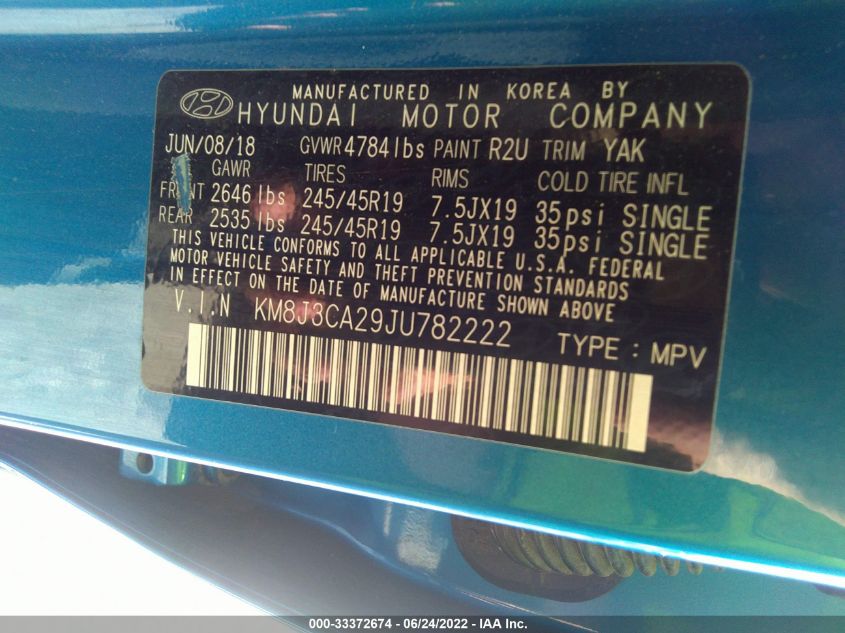 MANUFACTURED IN KOREA BY
HYUNDAI MOTOR COMPANY
JUN/08/18 GVWR 4784 lbs PAINT R2U TRIM YAK
GAWR TIRES RIMS COLD TIRE INFL
FRONT 2646 lbs 245/45R19 7.5JX19 35psi SINGLE
REAR 2535 lbs 245/45R19 7.5JX19 35psi SINGLE
THIS VEHICLE CONFORMS TO ALL APPLICABLE U.S.A. FEDERAL
MOTOR VEHICLE SAFETY AND THEFT PREVENTION STANDARDS
IN EFFECT ON THE DATE OF MANUFACTURE SHOWN ABOVE
V.I.N KM8J3CA29JU782222
TYPE : MPV
000-33372674 - 06/24/2022 - IAA Inc.